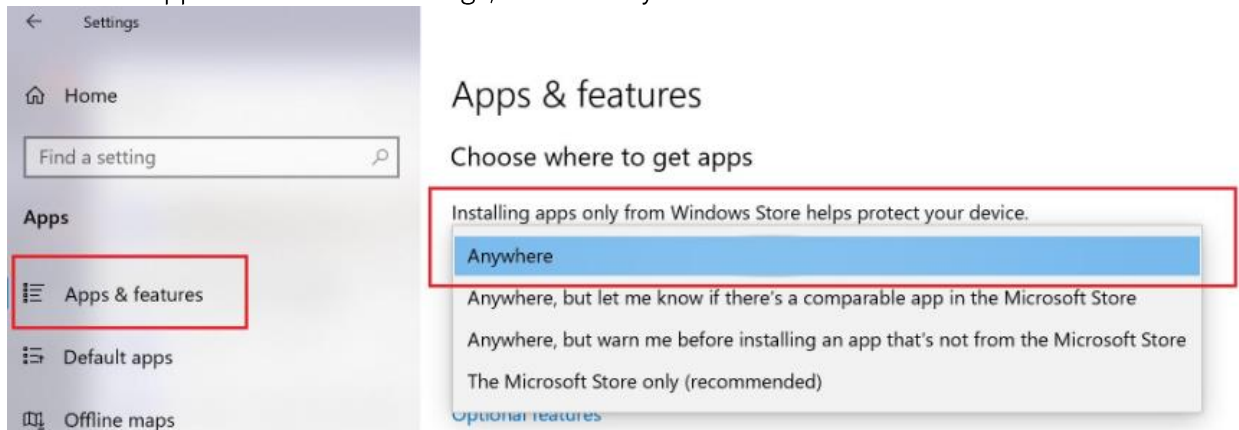 Settings
Home
Find a setting
Apps
Apps & features
Default apps
Offline maps
Apps & features
Choose where to get apps
Installing apps only from Windows Store helps protect your device.
Anywhere
Anywhere, but let me know if there's a comparable app in the Microsoft Store
Anywhere, but warn me before installing an app that's not from the Microsoft Store
The Microsoft Store only (recommended)
Optional features